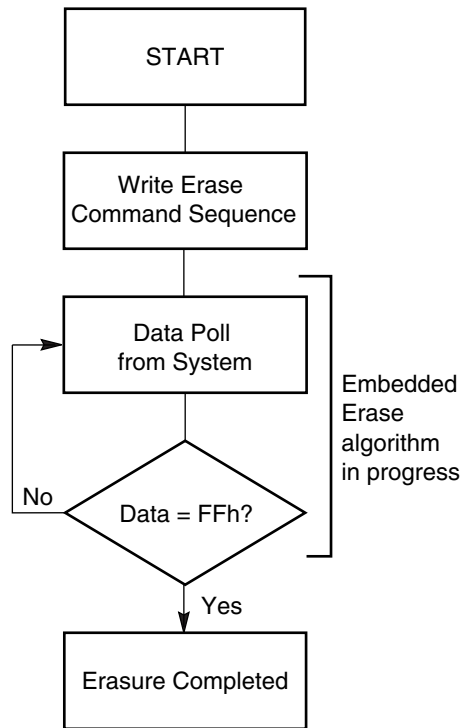 START
Write Erase
Command Sequence
Data Poll
from System
Embedded
Erase
algorithm
in progress
No
Data = FFh?
Yes
Erasure Completed